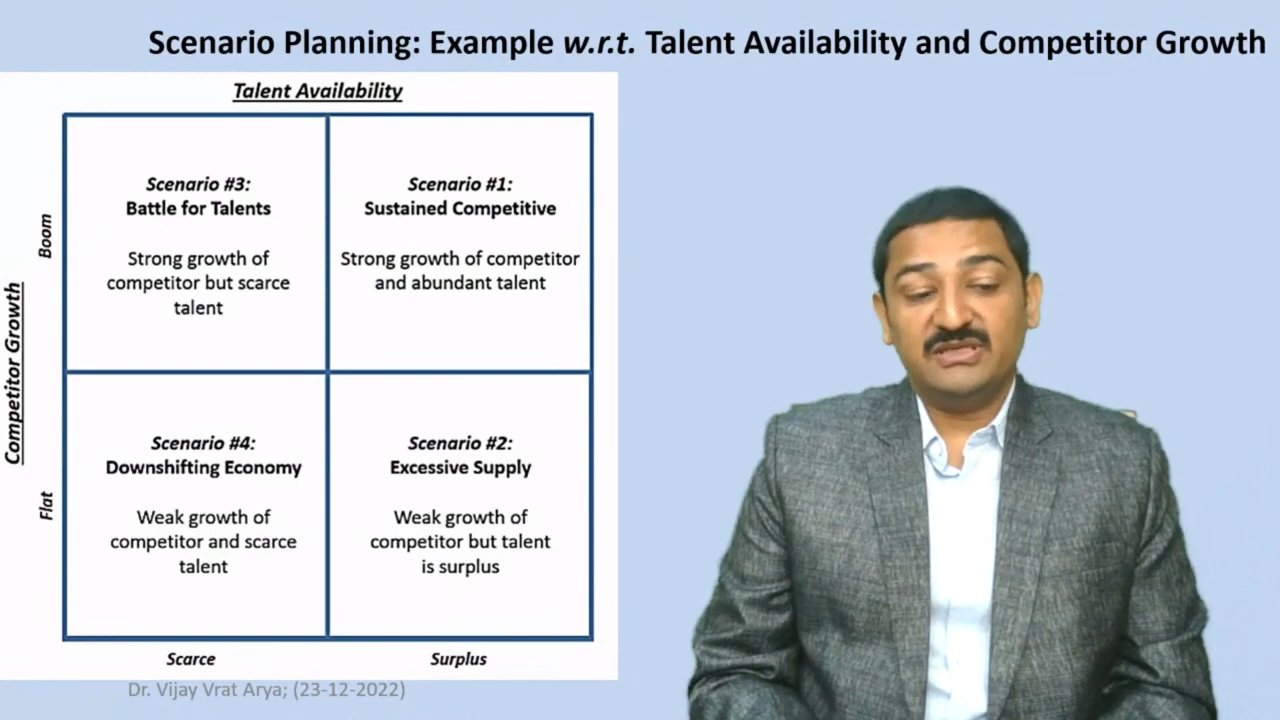 Scenario Planning: Example w.r.t. Talent Availability and Competitor Growth
Talent Availability
Competitor Growth
Boom
Scenario #3:
Battle for Talents
Strong growth of
competitor but scarce
talent
Scenario #1:
Sustained Competitive
Strong growth of competitor
and abundant talent
Flat
Scenario #4:
Downshifting Economy
Weak growth of
competitor and scarce
talent
Scenario #2:
Excessive Supply
Weak growth of
competitor but talent
is surplus
Scarce
Surplus
Dr. Vijay Vrat Arya; (23-12-2022)